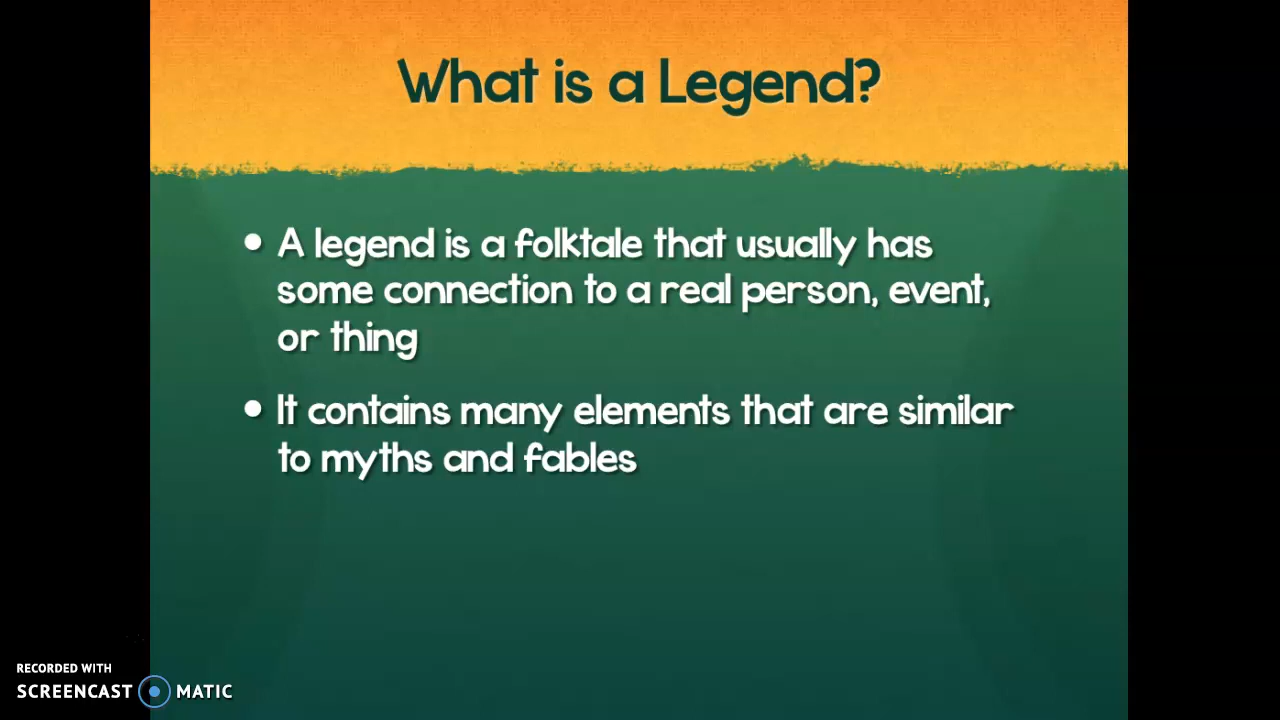 What is a Legend?
• A legend is a folktale that usually has
some connection to a real person, event,
or thing
• It contains many elements that are similar
to myths and fables
RECORDED WITH
SCREENCAST MATIC